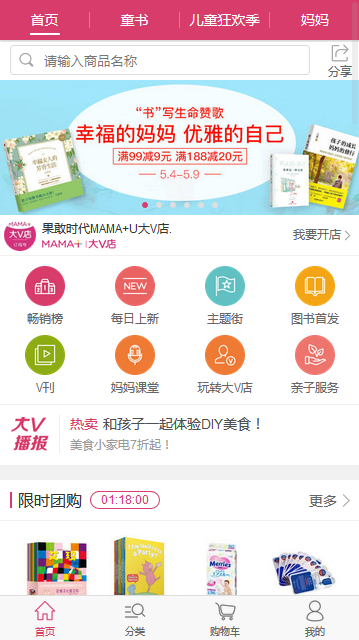 首页 童书 儿童狂欢季 妈妈
请输入商品名称
分享
“书”写生命赞歌
幸福的妈妈 优雅的自己
满99减9元 满188减20元
5.4–5.9
MAMA+
大V店
果敢时代MAMA+U大V店.
MAMA+ | 大V店
我要开店
畅销榜 每日上新 主题街 图书首发
NEW
V刊 妈妈课堂 玩转大V店 亲子服务
大V
播报
热卖 和孩子一起体验DIY美食！
美食小家电7折起！
限时团购 01:18:00 更多
Merries
首页 分类 购物车 我的